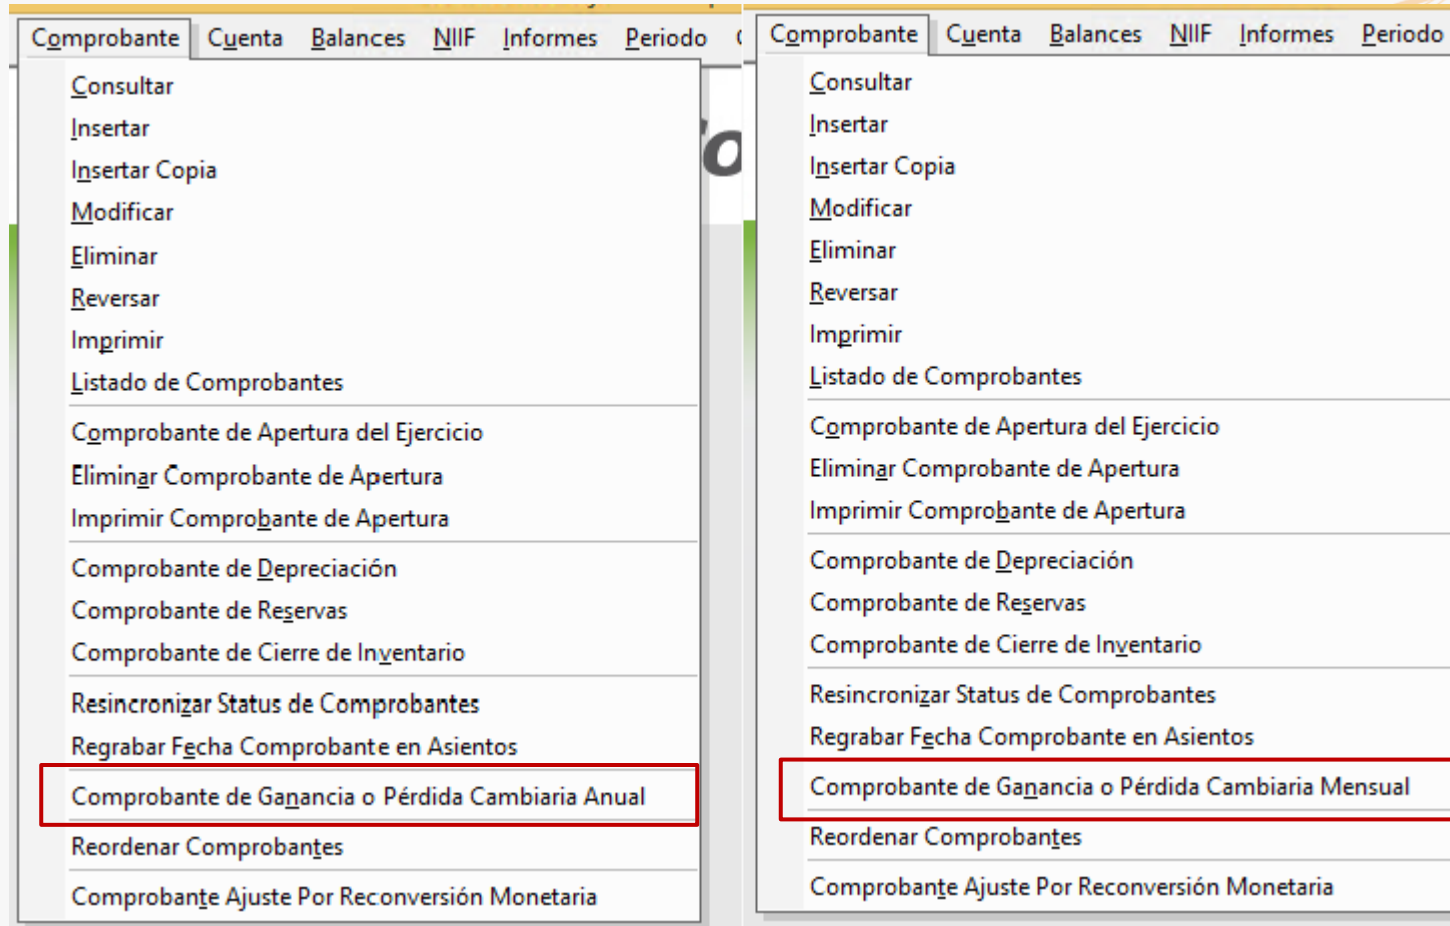 Comprobante Cuenta Balances NIIF Informes Periodo
Consultar
Insertar
Insertar Copia
Modificar
Eliminar
Reversar
Imprimir
Listado de Comprobantes
Comprobante de Apertura del Ejercicio
Eliminar Comprobante de Apertura
Imprimir Comprobante de Apertura
Comprobante de Depreciación
Comprobante de Reservas
Comprobante de Cierre de Inventario
Resincronizar Status de Comprobantes
Regrabar Fecha Comprobante en Asientos
Comprobante de Ganancia o Pérdida Cambiaria Anual
Reordenar Comprobantes
Comprobante Ajuste Por Reconversión Monetaria
Comprobante Cuenta Balances NIIF Informes Periodo
Consultar
Insertar
Insertar Copia
Modificar
Eliminar
Reversar
Imprimir
Listado de Comprobantes
Comprobante de Apertura del Ejercicio
Eliminar Comprobante de Apertura
Imprimir Comprobante de Apertura
Comprobante de Depreciación
Comprobante de Reservas
Comprobante de Cierre de Inventario
Resincronizar Status de Comprobantes
Regrabar Fecha Comprobante en Asientos
Comprobante de Ganancia o Pérdida Cambiaria Mensual
Reordenar Comprobantes
Comprobante Ajuste Por Reconversión Monetaria